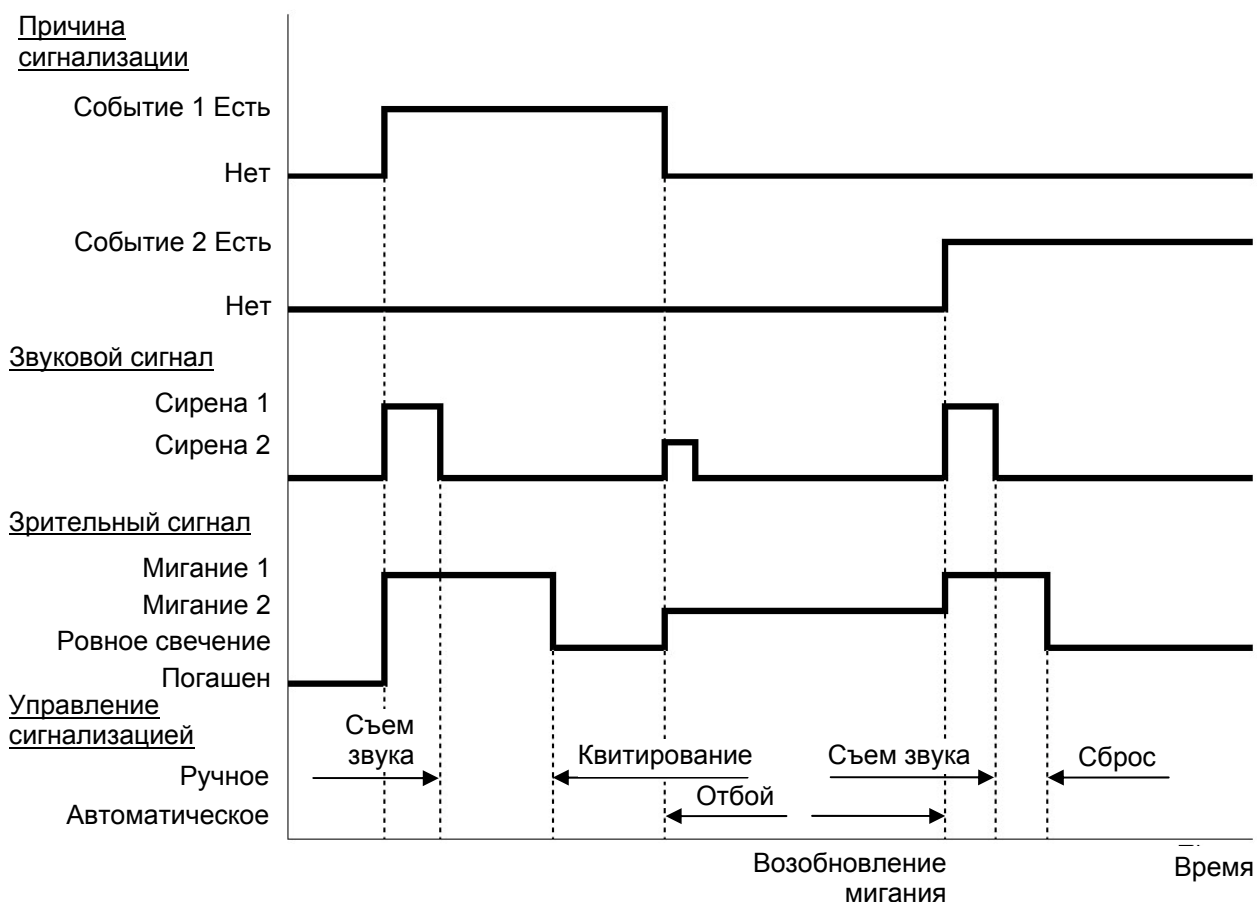 Причина
сигнализации
Событие 1 Есть
Нет
Событие 2 Есть
Нет
Звуковой сигнал
Сирена 1
Сирена 2
Зрительный сигнал
Мигание 1
Мигание 2
Ровное свечение
Погашен
Управление
сигнализацией
Ручное
Автоматическое
Съем
звука
Квитирование
Съем звука
Сброс
Отбой
Возобновление
мигания
Время